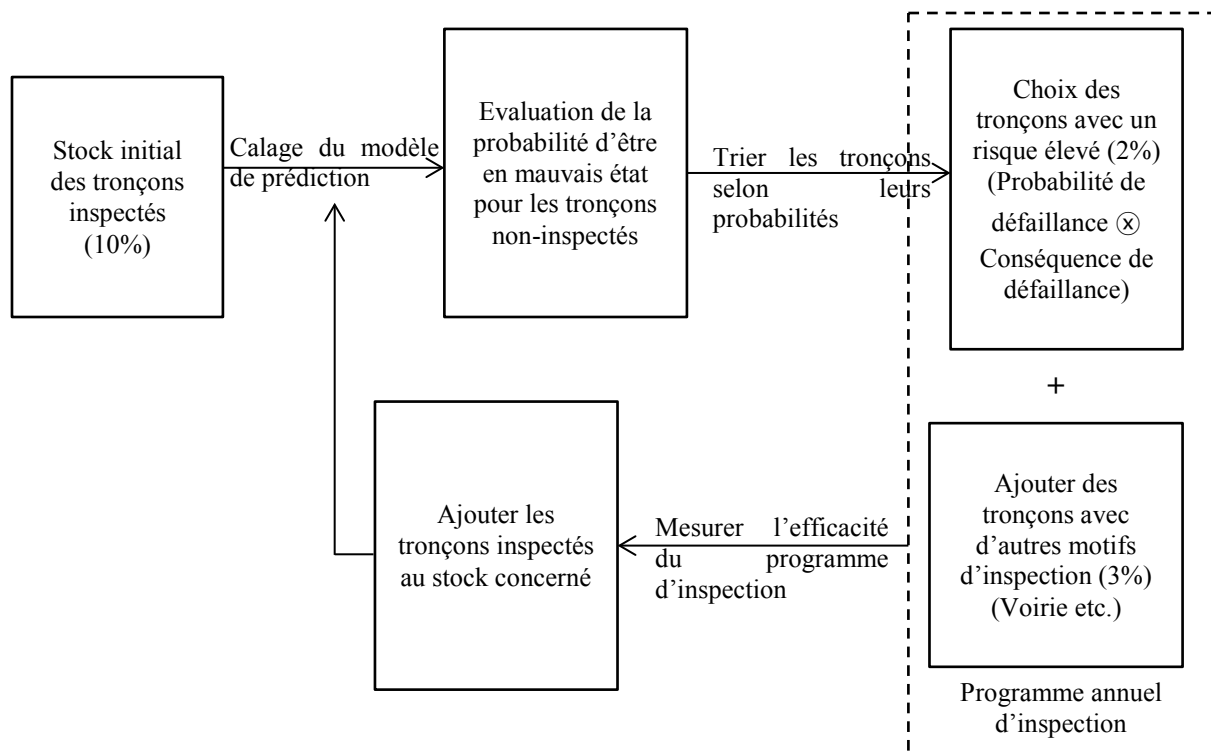 Stock initial
des tronçons
inspectés
(10%)
Calage du modèle
de prédiction
Evaluation de la
probabilité d’être
en mauvais état
pour les tronçons
non-inspectés
Trier les tronçons
selon leurs
probabilités
Choix des
tronçons avec un
risque élevé (2%)
(Probabilité de
défaillance ⓧ
Conséquence de
défaillance)
+
Ajouter des
tronçons avec
d’autres motifs
d’inspection (3%)
(Voirie etc.)
Programme annuel
d’inspection
Mesurer l’efficacité
du programme
d’inspection
Ajouter les
tronçons inspectés
au stock concerné